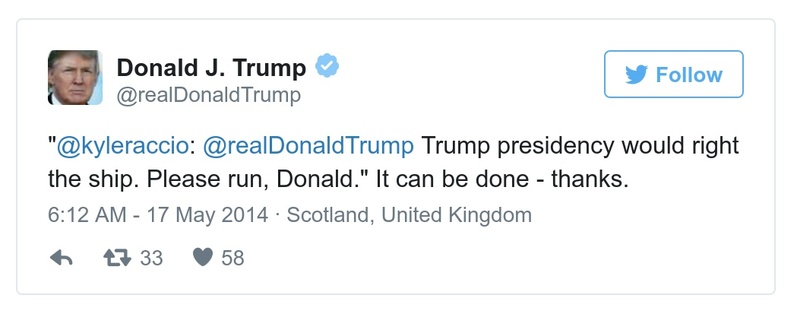 Donald J. Trump
@realDonaldTrump
Follow
"@kyleraccio: @realDonaldTrump Trump presidency would right
the ship. Please run, Donald." It can be done - thanks.
6:12 AM - 17 May 2014 · Scotland, United Kingdom
33 58